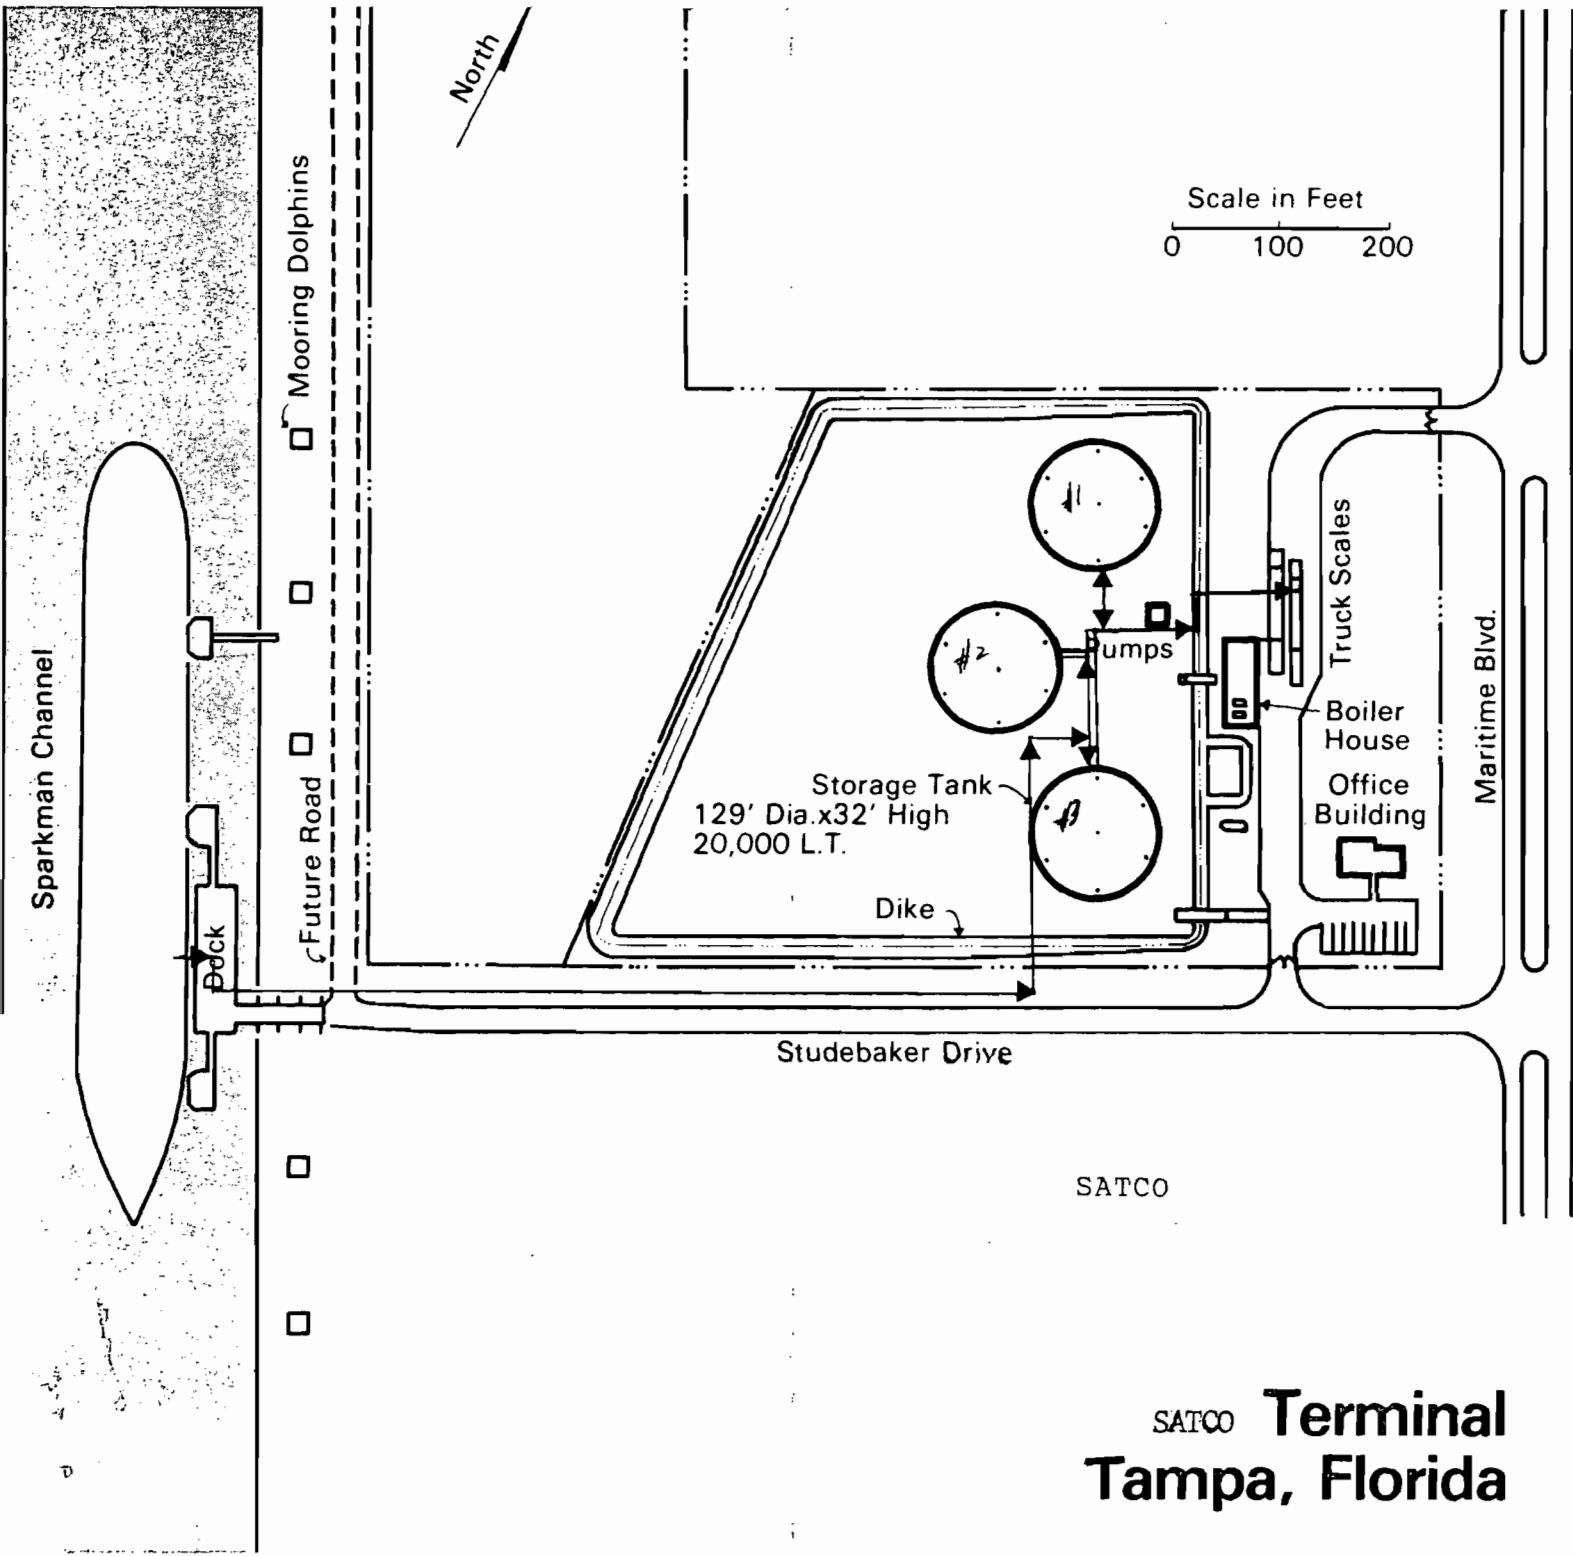 North
Mooring Dolphins
Scale in Feet
0 100 200
#1
Truck Scales
#2
umps
Sparkman Channel
Maritime Blvd.
Boiler
House
Storage Tank
129' Dia.x32' High
20,000 L.T.
Office
Building
#3
Future Road
Dike
Dock
Studebaker Drive
SATCO
SATCO Terminal
Tampa, Florida